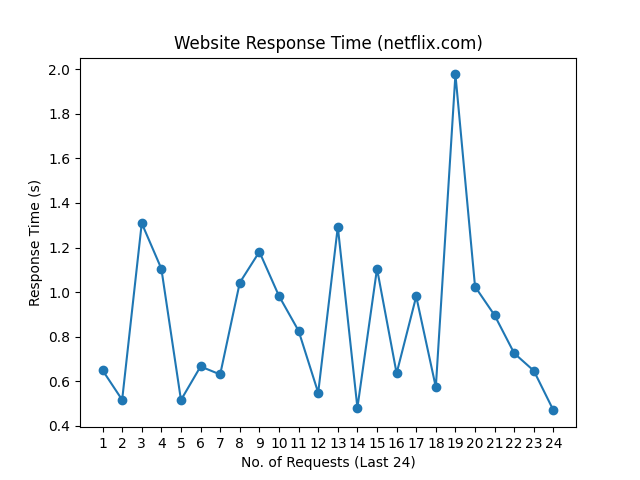 Website Response Time (netflix.com)
2.0
1.8
1.6
1.4
1.2
1.0
0.8
0.6
0.4
Response Time (s)
1 2 3 4 5 6 7 8 9 10 11 12 13 14 15 16 17 18 19 20 21 22 23 24
No. of Requests (Last 24)